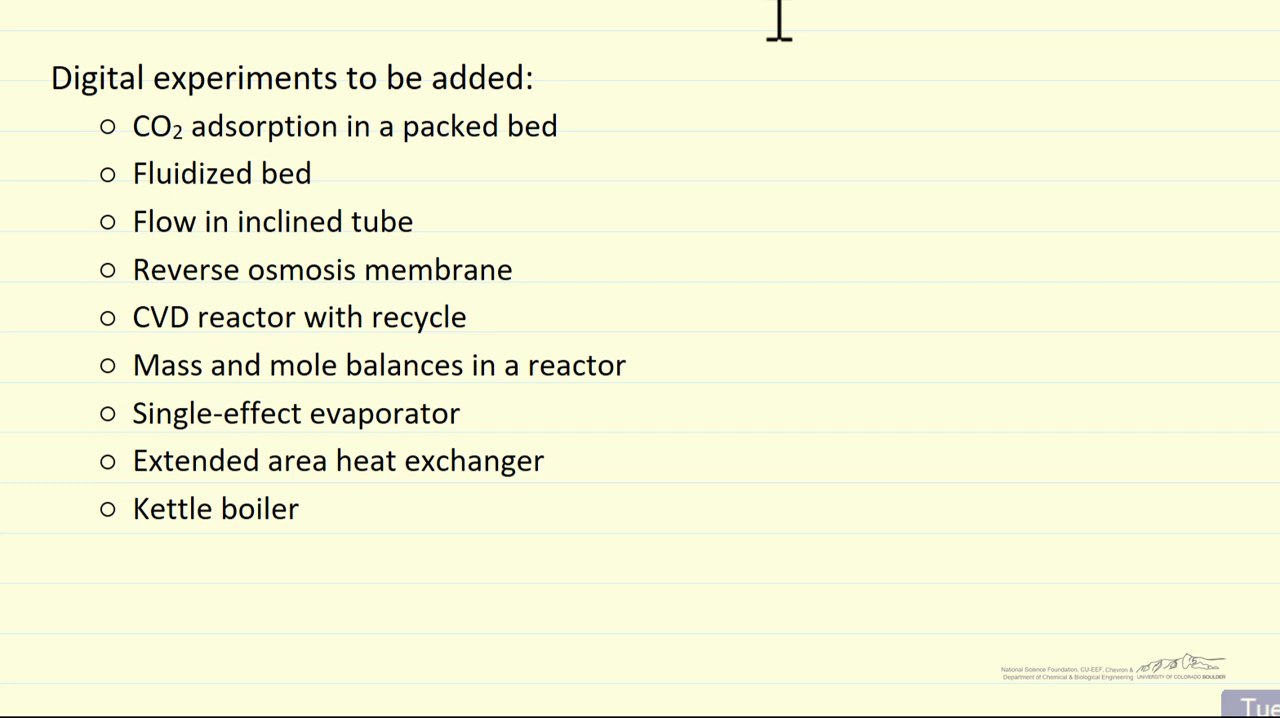 Digital experiments to be added:
○ CO₂ adsorption in a packed bed
○ Fluidized bed
○ Flow in inclined tube
○ Reverse osmosis membrane
○ CVD reactor with recycle
○ Mass and mole balances in a reactor
○ Single-effect evaporator
○ Extended area heat exchanger
○ Kettle boiler
National Science Foundation, CU-EEF, Chevron &
Department of Chemical & Biological Engineering UNIVERSITY OF COLORADO BOULDER
Tue